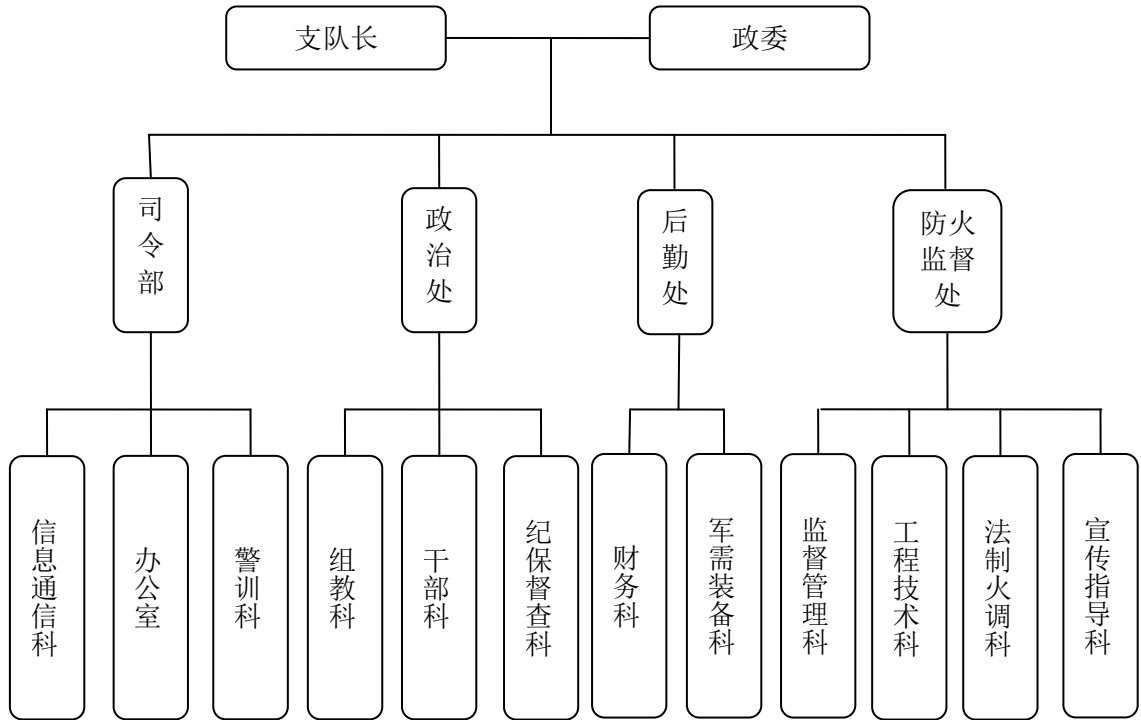 支队长
政委
司令部
政治处
后勤处
防火
监督
处
信息通信科
办公室
警训科
组教科
干部科
纪保督查科
财务科
军需装备科
监督管理科
工程技术科
法制火调科
宣传指导科